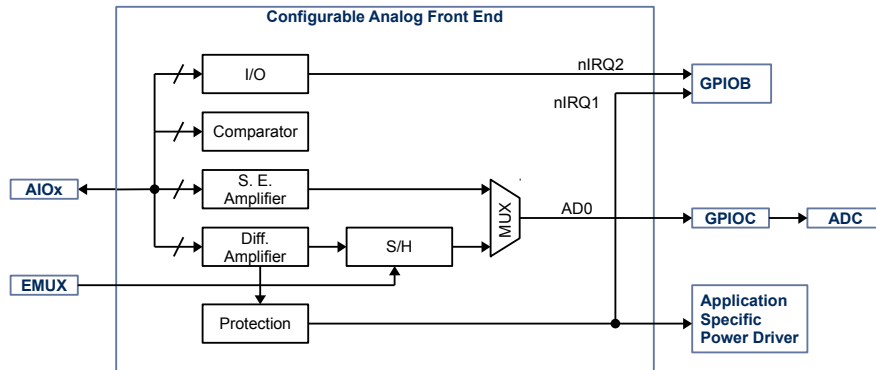 Configurable Analog Front End
I/O
nIRQ2
GPIOB
nIRQ1
Comparator
AIOx
S. E.
Amplifier
MUX
AD0
GPIOC
ADC
Diff.
Amplifier
S/H
EMUX
Protection
Application
Specific
Power Driver